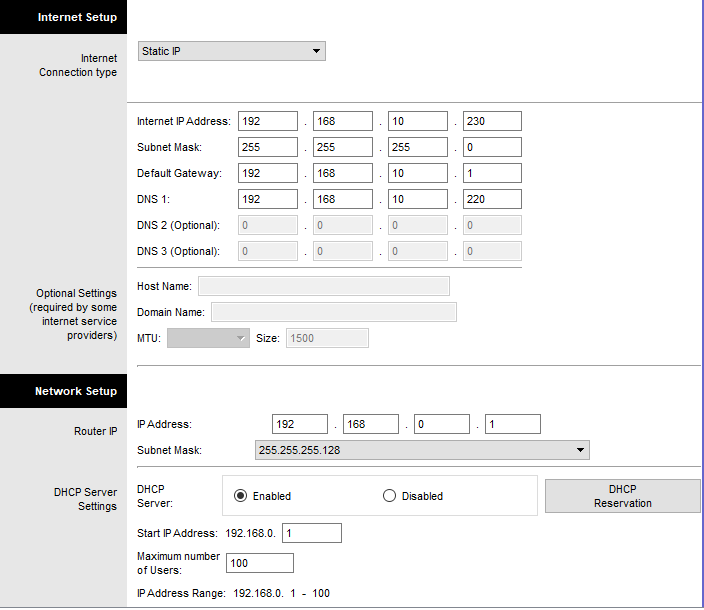 Internet Setup
Internet
Connection type
Static IP
Internet IP Address: 192 . 168 . 10 . 230
Subnet Mask: 255 . 255 . 255 . 0
Default Gateway: 192 . 168 . 10 . 1
DNS 1: 192 . 168 . 10 . 220
DNS 2 (Optional): 0 . 0 . 0 . 0
DNS 3 (Optional): 0 . 0 . 0 . 0
Optional Settings
(required by some
internet service
providers)
Host Name:
Domain Name:
MTU: Size: 1500
Network Setup
Router IP
IP Address: 192 . 168 . 0 . 1
Subnet Mask: 255.255.255.128
DHCP Server
Settings
DHCP
Server:
Enabled Disabled
DHCP
Reservation
Start IP Address: 192.168.0. 1
Maximum number
of Users:
100
IP Address Range: 192.168.0. 1 - 100